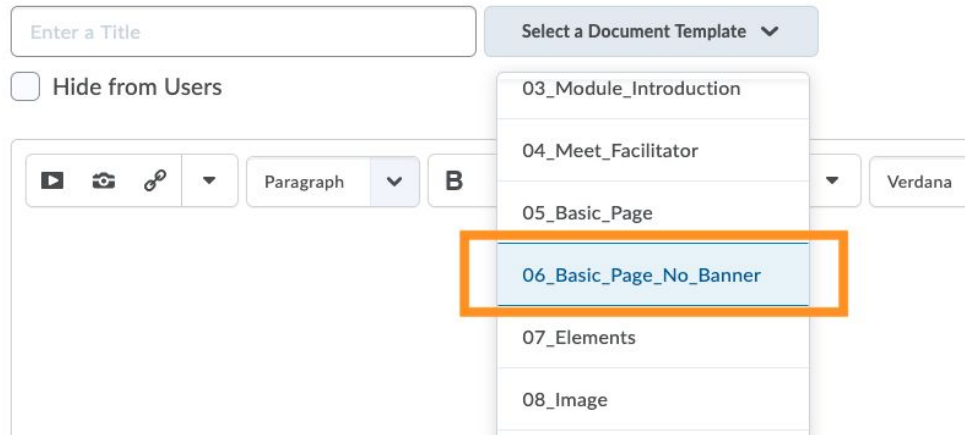 Enter a Title
Select a Document Template
Hide from Users
03_Module_Introduction
04_Meet_Facilitator
Paragraph
B
Verdana
05_Basic_Page
06_Basic_Page_No_Banner
07_Elements
08_Image